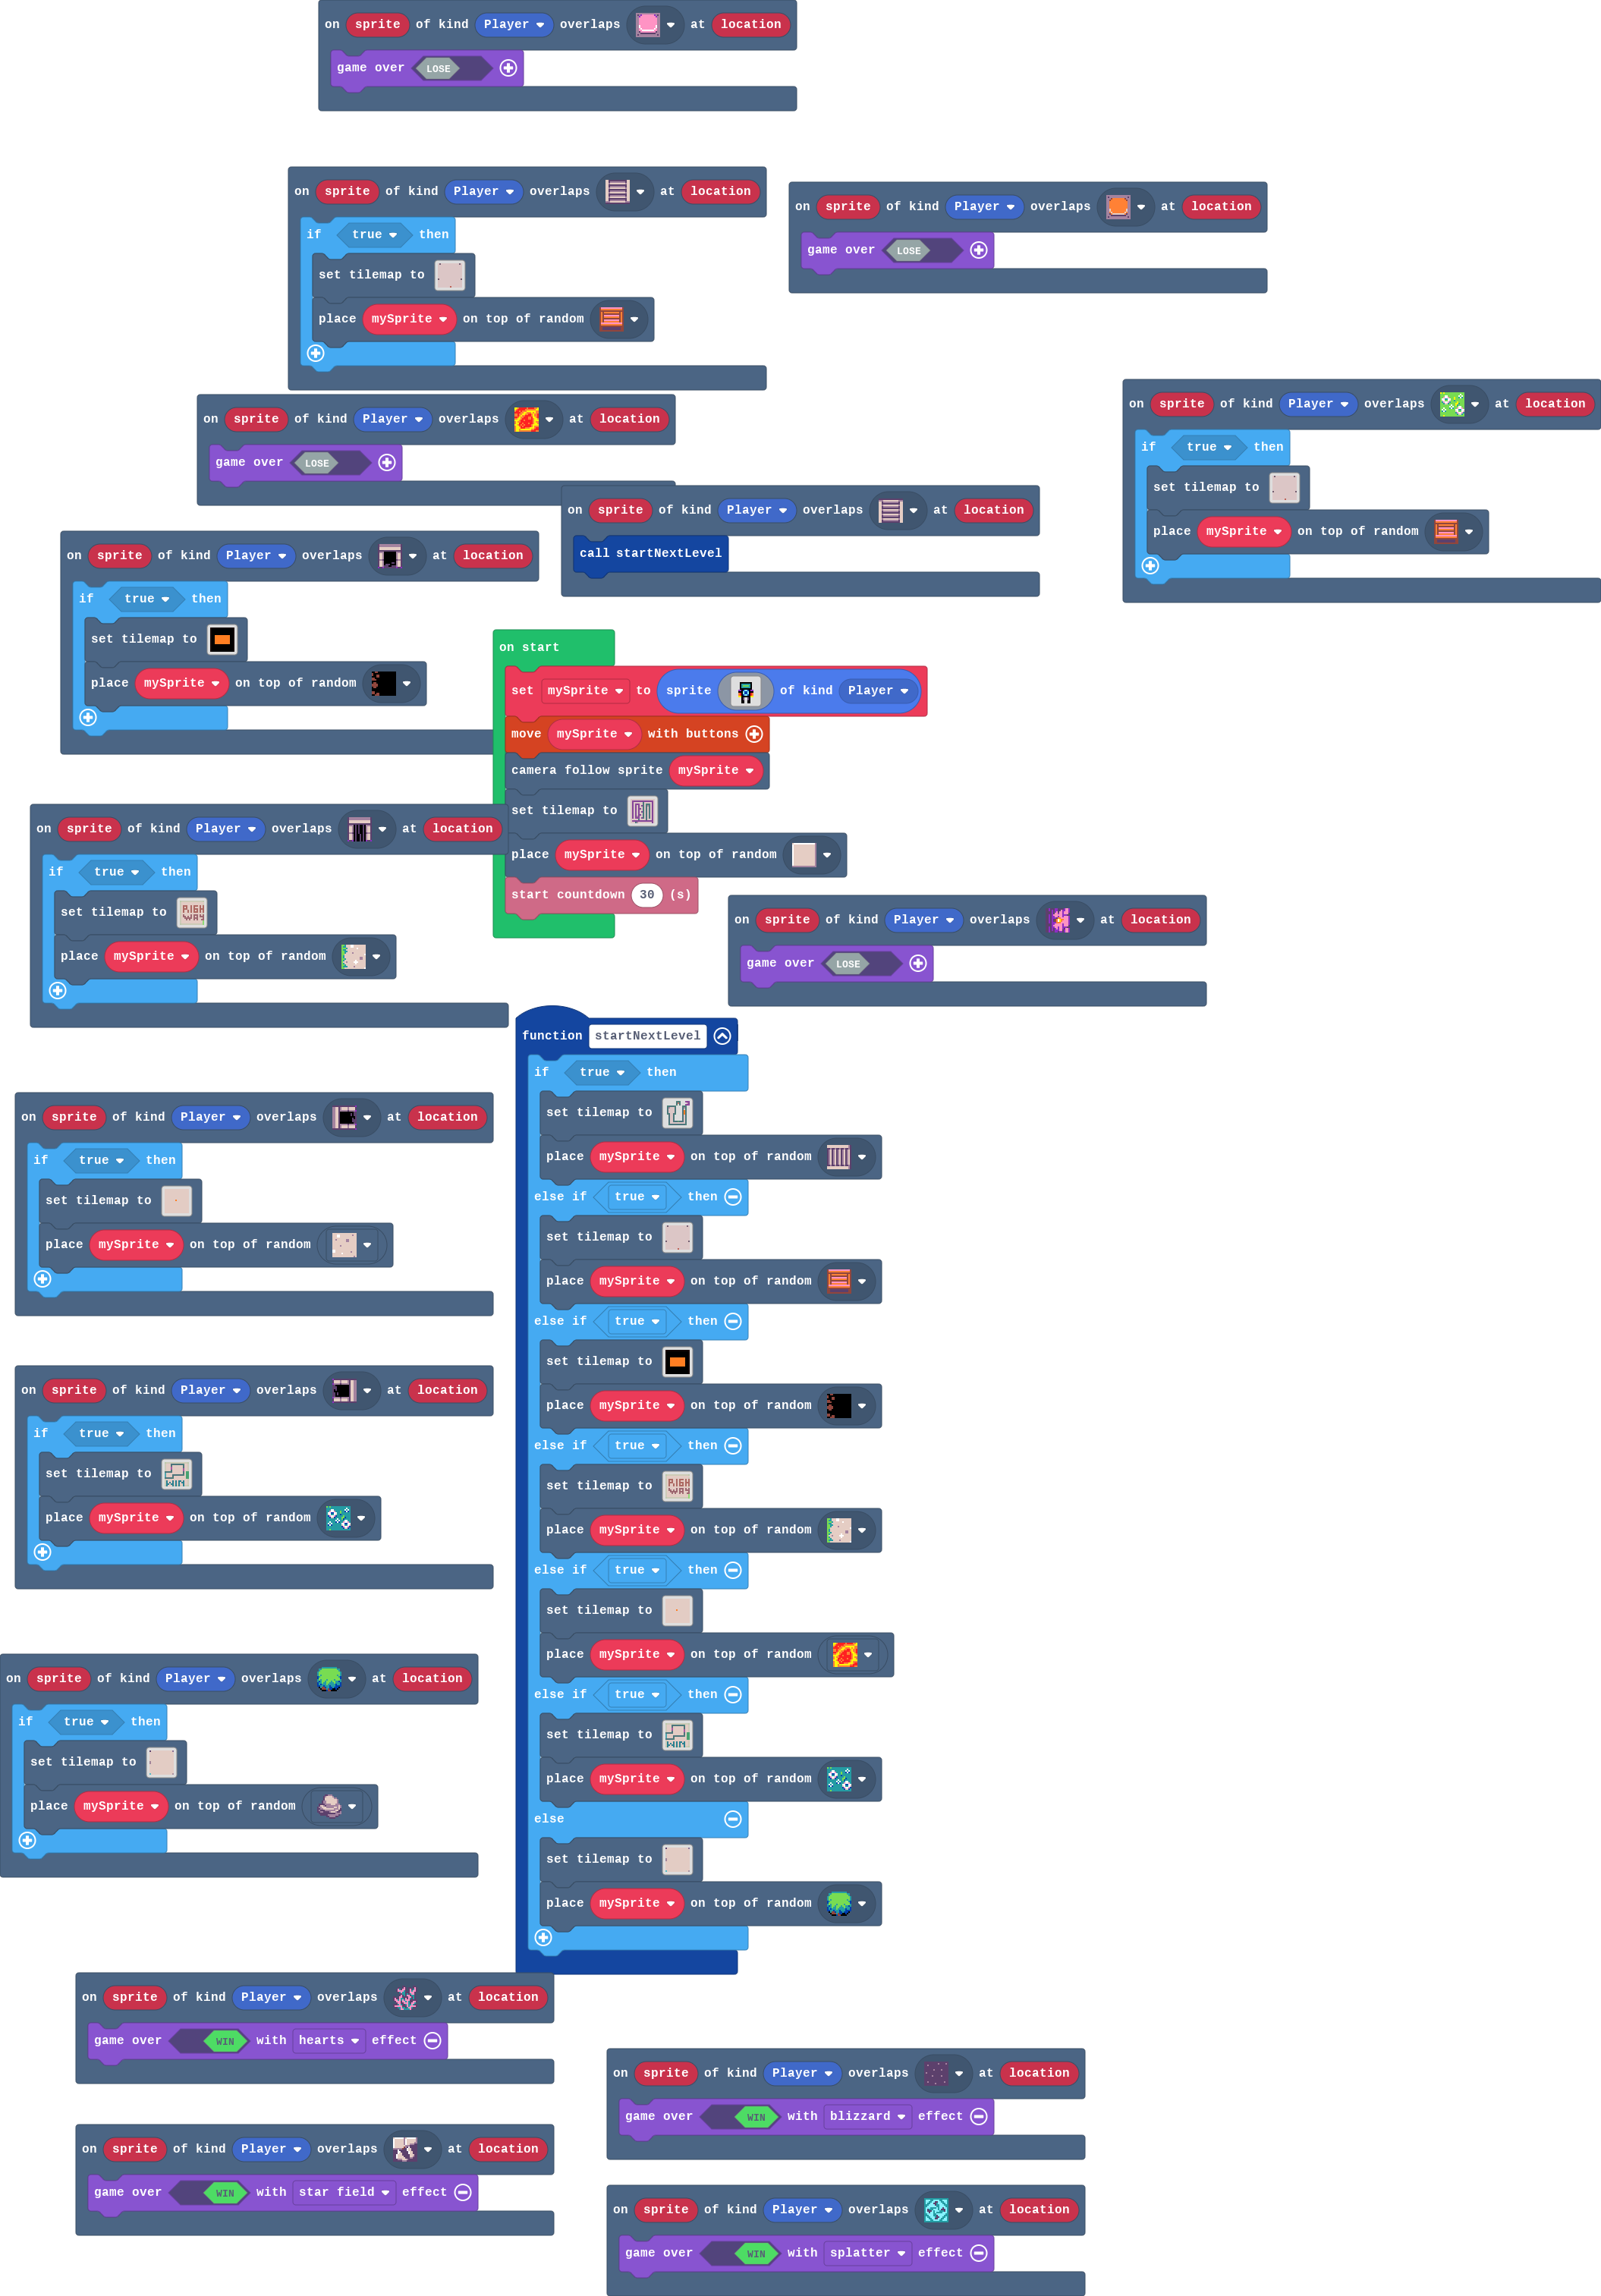 on sprite of kind Player overlaps at location
game over LOSE
on sprite of kind Player overlaps at location
if true then
set tilemap to
place mySprite on top of random
on sprite of kind Player overlaps at location
game over LOSE
on sprite of kind Player overlaps at location
game over LOSE
on sprite of kind Player overlaps at location
if true then
set tilemap to
place mySprite on top of random
on sprite of kind Player overlaps at location
call startNextLevel
on sprite of kind Player overlaps at location
if true then
set tilemap to
place mySprite on top of random
on start
set mySprite to sprite of kind Player
move mySprite with buttons
camera follow sprite mySprite
set tilemap to
place mySprite on top of random
start countdown 30 (s)
on sprite of kind Player overlaps at location
if true then
set tilemap to
place mySprite on top of random
on sprite of kind Player overlaps at location
game over LOSE
function startNextLevel
if true then
set tilemap to
place mySprite on top of random
else if true then
set tilemap to
place mySprite on top of random
else if true then
set tilemap to
place mySprite on top of random
else if true then
set tilemap to
place mySprite on top of random
else if true then
set tilemap to
place mySprite on top of random
else if true then
set tilemap to
WIN
place mySprite on top of random
else
set tilemap to
place mySprite on top of random
on sprite of kind Player overlaps at location
if true then
set tilemap to
place mySprite on top of random
on sprite of kind Player overlaps at location
if true then
set tilemap to
WIN
place mySprite on top of random
on sprite of kind Player overlaps at location
if true then
set tilemap to
place mySprite on top of random
on sprite of kind Player overlaps at location
game over WIN with hearts effect
on sprite of kind Player overlaps at location
game over WIN with blizzard effect
on sprite of kind Player overlaps at location
game over WIN with star field effect
on sprite of kind Player overlaps at location
game over WIN with splatter effect